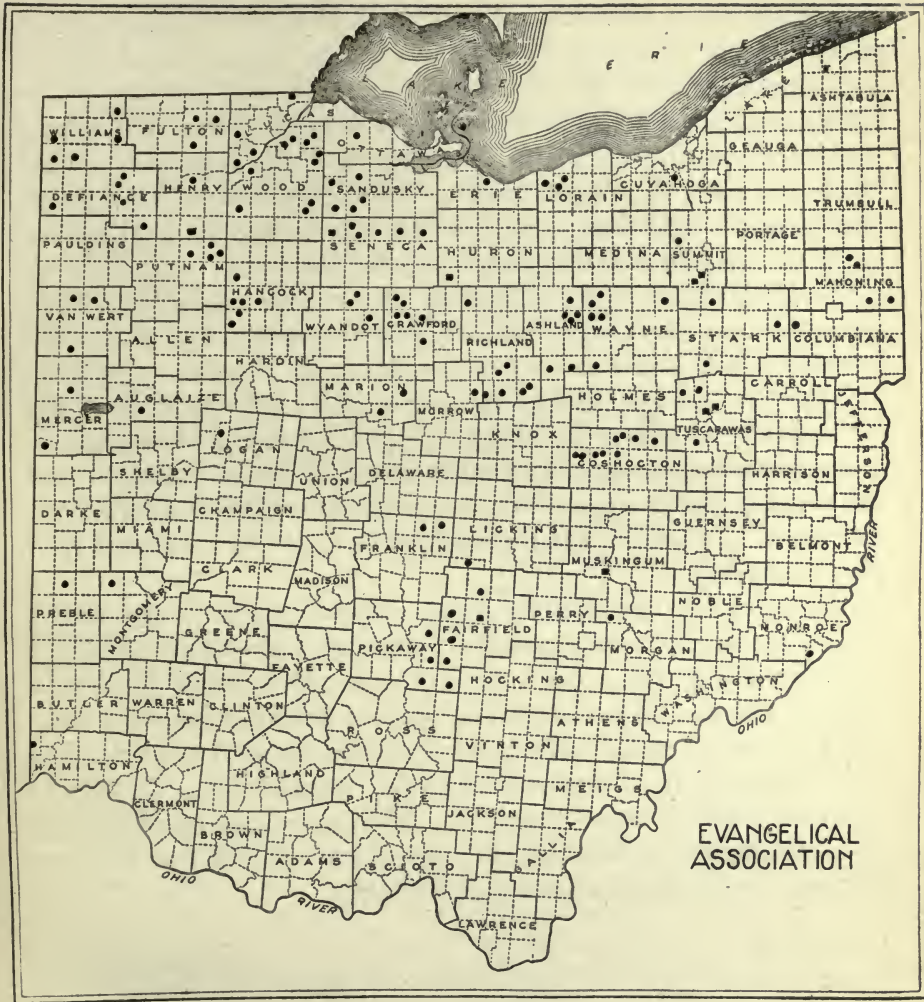 LAKE ERIE
LAKE
ASHTABULA
WILLIAMS
FULTON
LUCAS
OTTAWA
GEAUGA
CUYAHOGA
DEFIANCE
HENRY
WOOD
SANDUSKY
ERIE
LORAIN
TRUMBULL
PAULDING
PUTNAM
SENECA
HURON
MEDINA
SUMMIT
PORTAGE
MAHONING
VAN WERT
HANCOCK
WYANDOT
CRAWFORD
RICHLAND
ASHLAND
WAYNE
STARK
COLUMBIANA
ALLEN
HARDIN
MARION
MORROW
HOLMES
CARROLL
JEFFERSON
MERCER
AUGLAIZE
LOGAN
KNOX
TUSCARAWAS
COSHOCTON
HARRISON
SHELBY
UNION
DELAWARE
DARKE
MIAMI
CHAMPAIGN
LICKING
GUERNSEY
BELMONT
RIVER
CLARK
FRANKLIN
MUSKINGUM
MADISON
PREBLE
MONTGOMERY
GREENE
PICKAWAY
FAIRFIELD
PERRY
NOBLE
MONROE
MORGAN
FAYETTE
HOCKING
WASHINGTON
BUTLER
WARREN
CLINTON
ROSS
ATHENS
OHIO
VINTON
HAMILTON
HIGHLAND
MEIGS
CLERMONT
PIKE
JACKSON
BROWN
ADAMS
SCIOTO
GALLIA
OHIO
RIVER
LAWRENCE
EVANGELICAL
ASSOCIATION